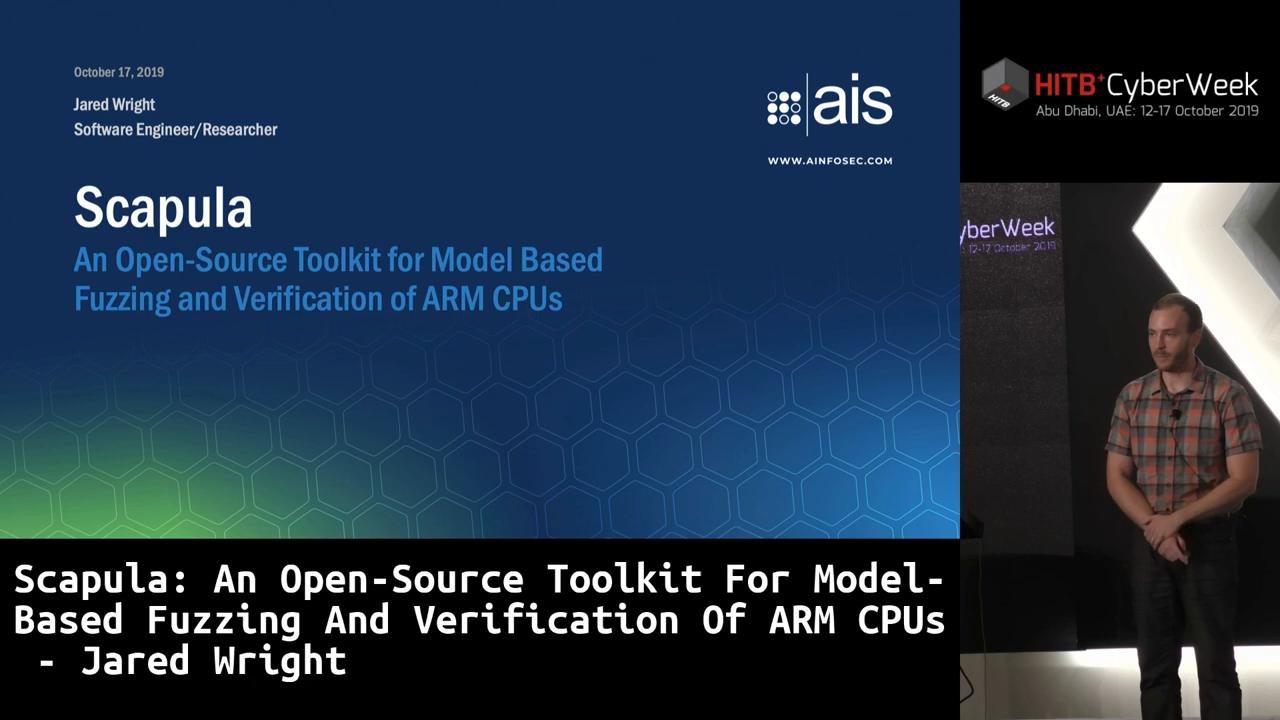 October 17, 2019
Jared Wright
Software Engineer/Researcher
ais
WWW.AINFOSEC.COM
Scapula
An Open-Source Toolkit for Model Based
Fuzzing and Verification of ARM CPUs
HITB+CyberWeek
HITB
Abu Dhabi, UAE: 12-17 October 2019
yberWeek
: 12-17 October 2019
Scapula: An Open-Source Toolkit For Model-
Based Fuzzing And Verification Of ARM CPUs
- Jared Wright